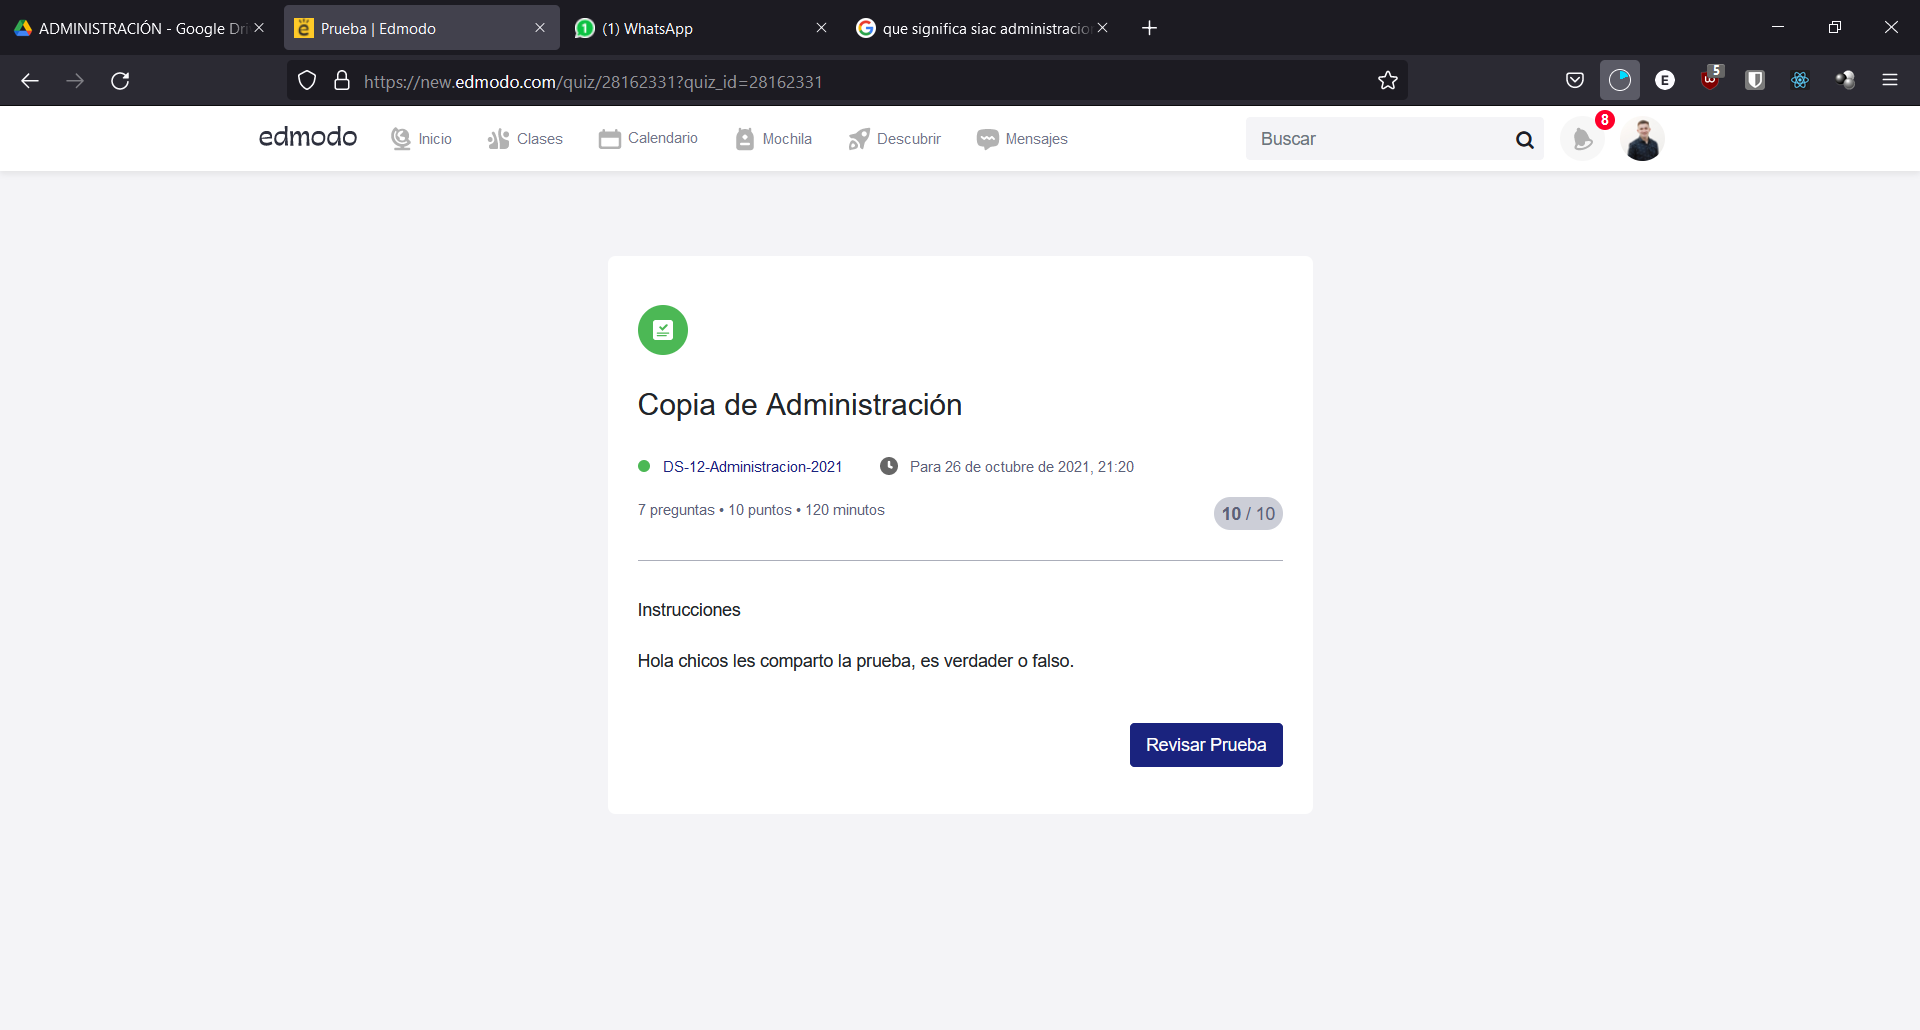 ADMINISTRACIÓN - Google Dri
Prueba | Edmodo
(1) WhatsApp
que significa siac administracio
https://new.edmodo.com/quiz/28162331?quiz_id=28162331
5
edmodo
Inicio
Clases
Calendario
Mochila
Descubrir
Mensajes
Buscar
8
Copia de Administración
DS-12-Administracion-2021
Para 26 de octubre de 2021, 21:20
7 preguntas • 10 puntos • 120 minutos
10 / 10
Instrucciones
Hola chicos les comparto la prueba, es verdader o falso.
Revisar Prueba